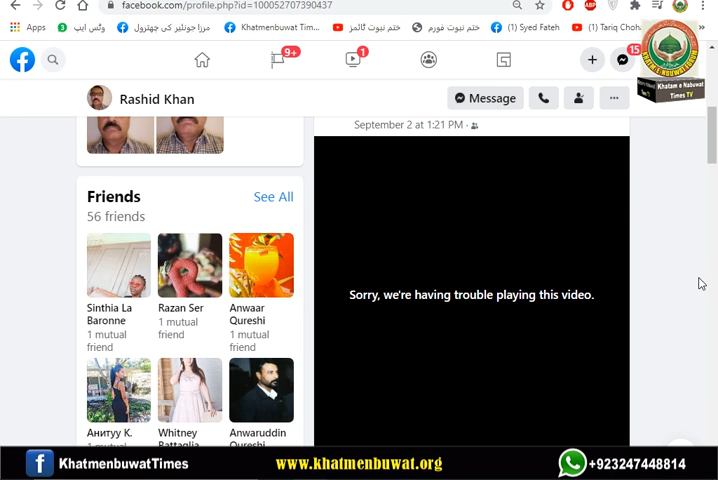 facebook.com/profile.php?id=100052707390437
Apps
وٹس ایپ
مرزا جونئیر کی چھترول
Khatmenbuwat Time...
ختم نبوت ٹائمز
ختم نبوت فورم
(1) Syed Fateh
(1) Tariq Choh
9+
1
15
Khatam e Nabuwat
Times TV
Rashid Khan
Message
September 2 at 1:21 PM
Friends
See All
56 friends
Sinthia La
Baronne
1 mutual
friend
Razan Ser
1 mutual
friend
Anwaar
Qureshi
1 mutual
friend
Sorry, we're having trouble playing this video.
Анитуу К.
Whitney
Battaglia
Anwaruddin
Qureshi
KhatmenbuwatTimes
www.khatmenbuwat.org
+923247448814